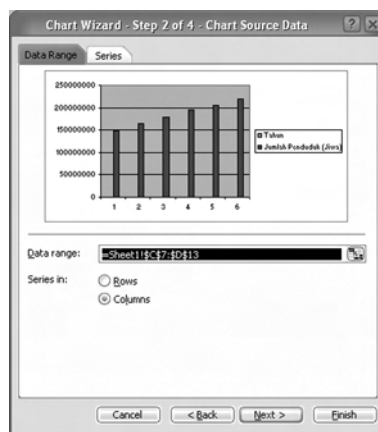 Chart Wizard - Step 2 of 4 - Chart Source Data
Data Range
Series
250000000
200000000
150000000
100000000
50000000
0
1 2 3 4 5 6
Tahun
Jumlah Penduduk (Jiwa)
Data range:
=Sheet1!$C$7:$D$13
Series in:
Rows
Columns
Cancel
< Back
Next >
Finish